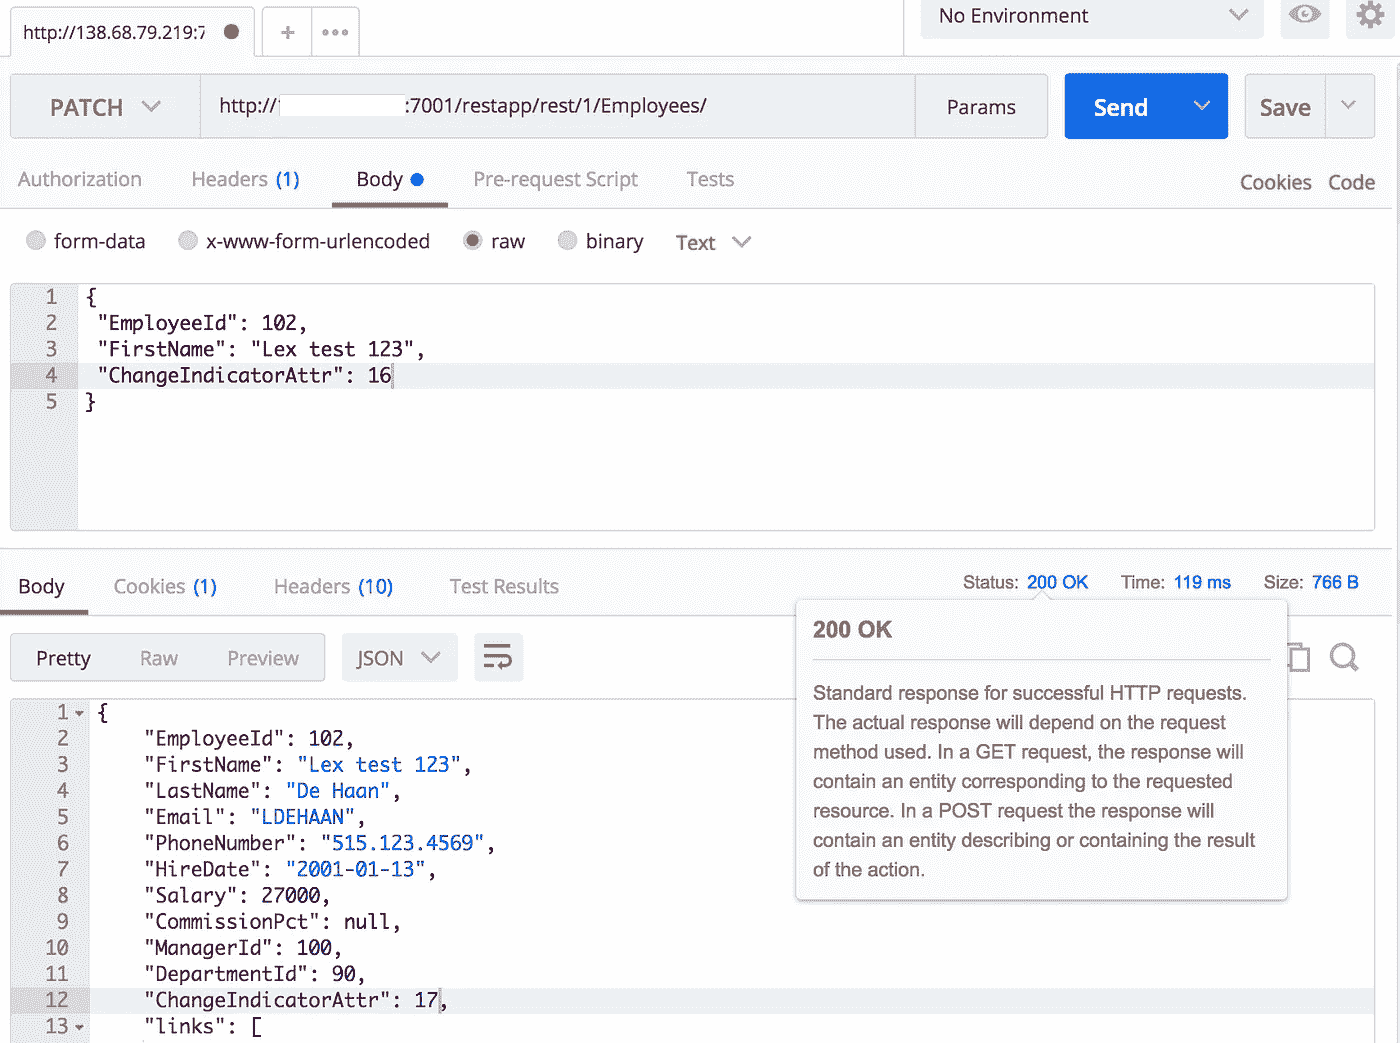 http://138.68.79.219:7
No Environment
PATCH
http:// :7001/restapp/rest/1/Employees/
Params
Send
Save
Authorization Headers (1) Body Pre-request Script Tests Cookies Code
form-data x-www-form-urlencoded raw binary Text
1 {
2 "EmployeeId": 102,
3 "FirstName": "Lex test 123",
4 "ChangeIndicatorAttr": 16
5 }
Body Cookies (1) Headers (10) Test Results Status: 200 OK Time: 119 ms Size: 766 B
200 OK
Pretty Raw Preview JSON
Standard response for successful HTTP requests.
The actual response will depend on the request
method used. In a GET request, the response will
contain an entity corresponding to the requested
resource. In a POST request the response will
contain an entity describing or containing the result
of the action.
1 {
2 "EmployeeId": 102,
3 "FirstName": "Lex test 123",
4 "LastName": "De Haan",
5 "Email": "LDEHAAN",
6 "PhoneNumber": "515.123.4569",
7 "HireDate": "2001-01-13",
8 "Salary": 27000,
9 "CommissionPct": null,
10 "ManagerId": 100,
11 "DepartmentId": 90,
12 "ChangeIndicatorAttr": 17,
13 "links": [